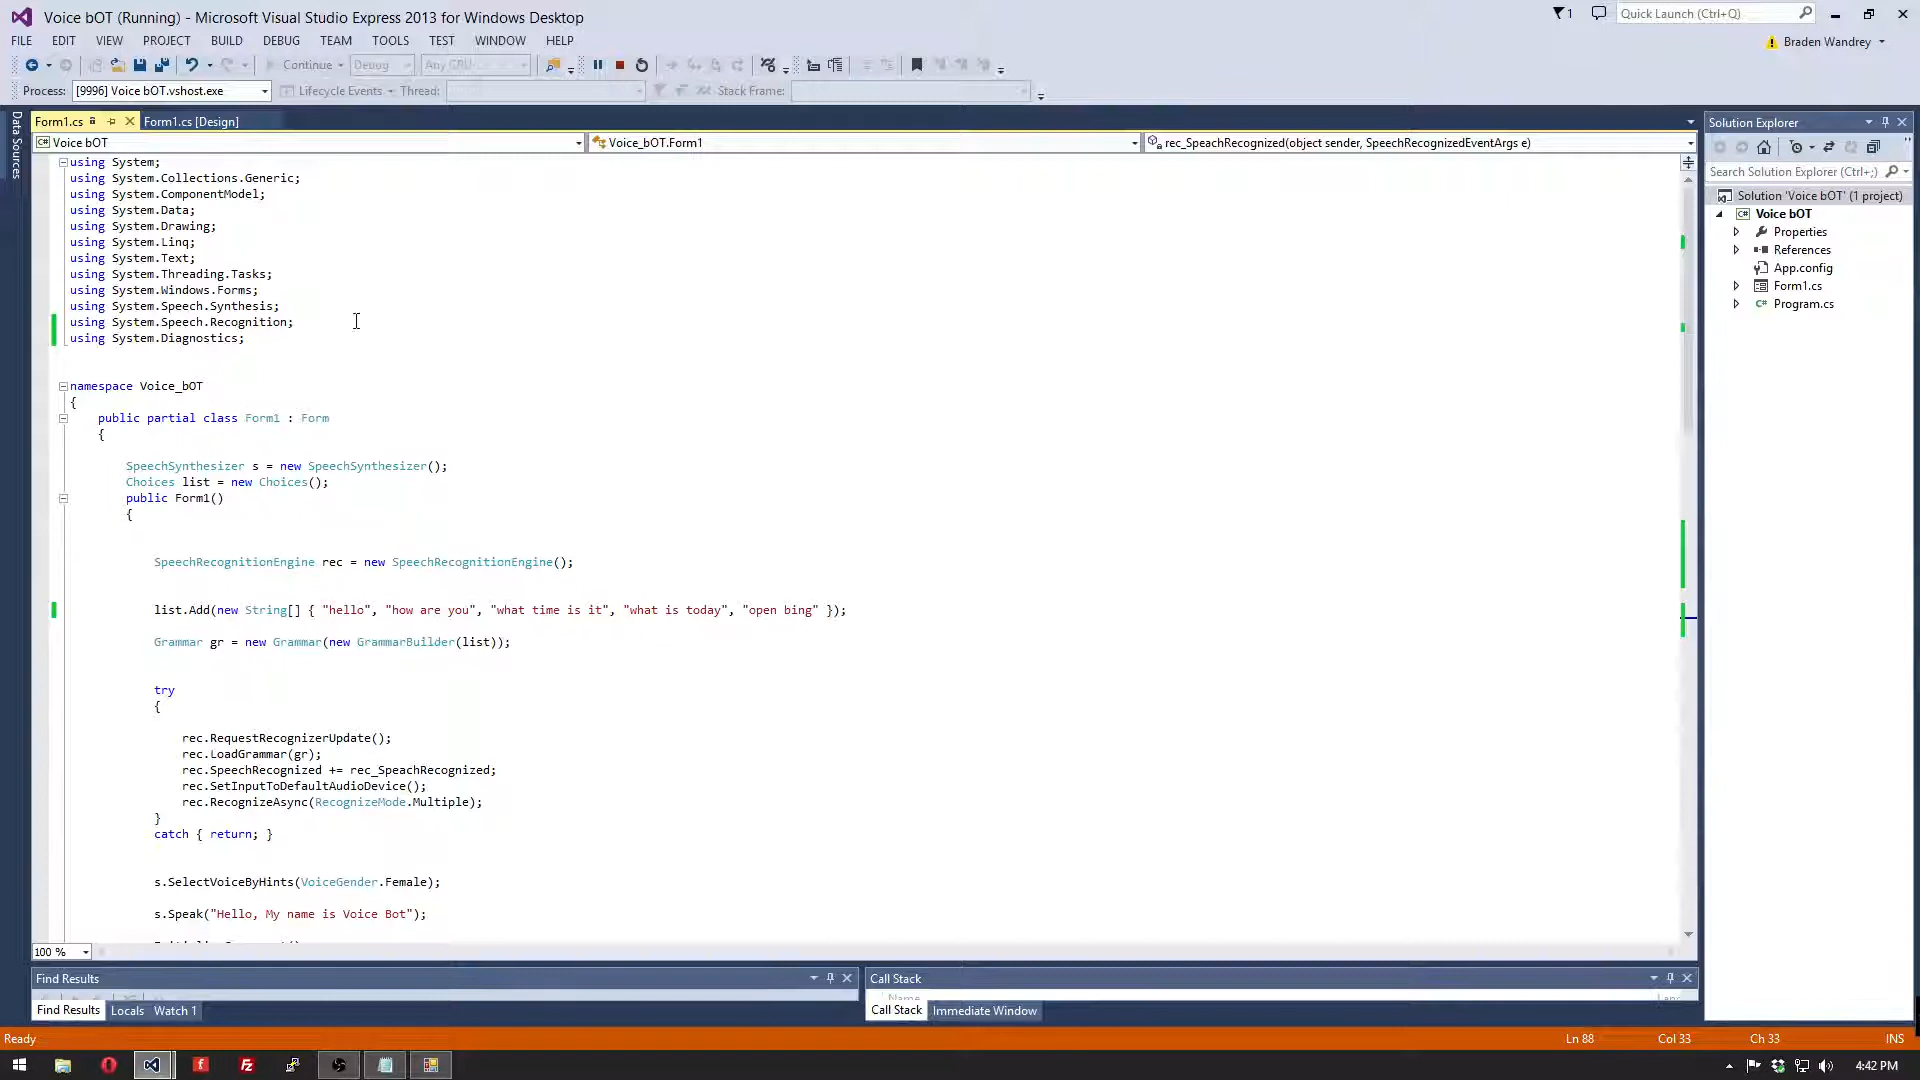 Voice bOT (Running) - Microsoft Visual Studio Express 2013 for Windows Desktop
1
Quick Launch (Ctrl+Q)
FILE EDIT VIEW PROJECT BUILD DEBUG TEAM TOOLS TEST WINDOW HELP
Braden Wandrey
Continue Debug Any CPU
Process: [9996] Voice bOT.vshost.exe Lifecycle Events Thread: Stack Frame:
Data Sources
Form1.cs
Form1.cs [Design]
Voice bOT
Voice_bOT.Form1
rec_SpeachRecognized(object sender, SpeechRecognizedEventArgs e)
using System;
using System.Collections.Generic;
using System.ComponentModel;
using System.Data;
using System.Drawing;
using System.Linq;
using System.Text;
using System.Threading.Tasks;
using System.Windows.Forms;
using System.Speech.Synthesis;
using System.Speech.Recognition;
using System.Diagnostics;
namespace Voice_bOT
{
public partial class Form1 : Form
{
SpeechSynthesizer s = new SpeechSynthesizer();
Choices list = new Choices();
public Form1()
{
SpeechRecognitionEngine rec = new SpeechRecognitionEngine();
list.Add(new String[] { "hello", "how are you", "what time is it", "what is today", "open bing" });
Grammar gr = new Grammar(new GrammarBuilder(list));
try
{
rec.RequestRecognizerUpdate();
rec.LoadGrammar(gr);
rec.SpeechRecognized += rec_SpeachRecognized;
rec.SetInputToDefaultAudioDevice();
rec.RecognizeAsync(RecognizeMode.Multiple);
}
catch { return; }
s.SelectVoiceByHints(VoiceGender.Female);
s.Speak("Hello, My name is Voice Bot");
100 %
Solution Explorer
Search Solution Explorer (Ctrl+;)
Solution 'Voice bOT' (1 project)
Voice bOT
Properties
References
App.config
Form1.cs
Program.cs
Find Results
Find Results Locals Watch 1
Call Stack
Name
Call Stack Immediate Window
Ready
Ln 88 Col 33 Ch 33 INS
4:42 PM